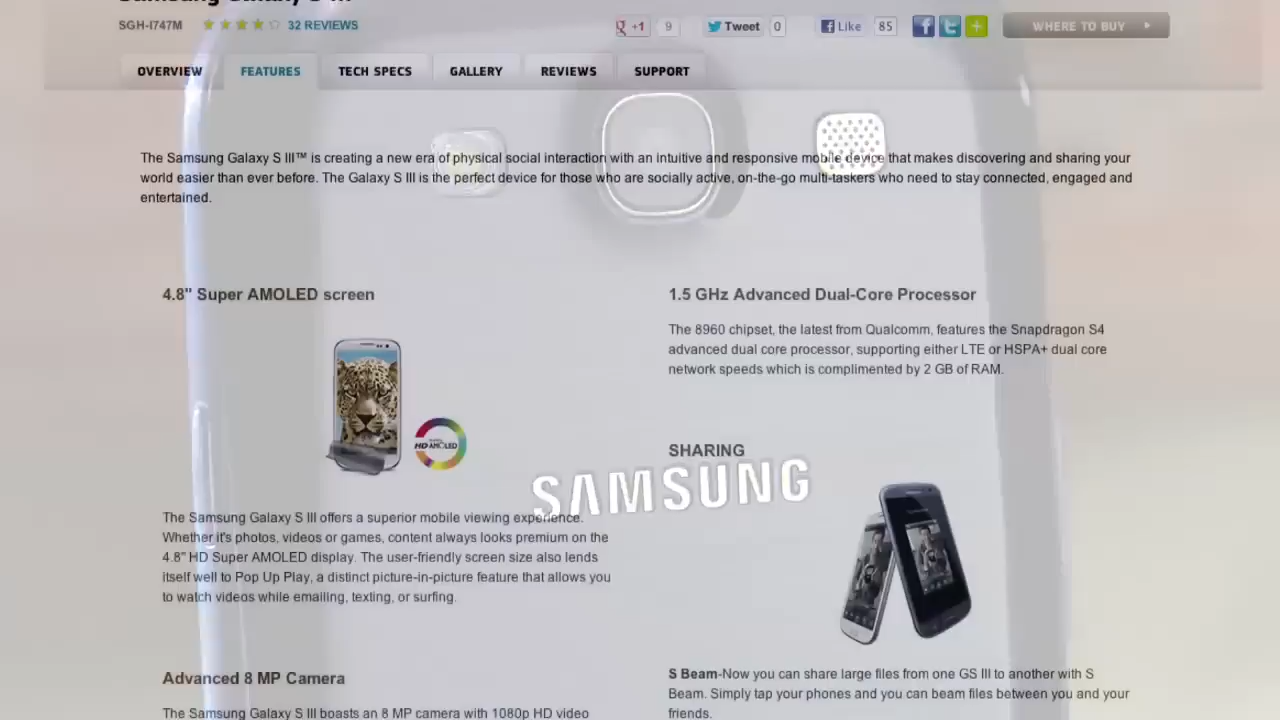 Samsung Galaxy S III
SGH-I747M
32 REVIEWS
+1
9
Tweet
0
Like
85
WHERE TO BUY
OVERVIEW
FEATURES
TECH SPECS
GALLERY
REVIEWS
SUPPORT
The Samsung Galaxy S III™ is creating a new era of physical social interaction with an intuitive and responsive mobile device that makes discovering and sharing your
world easier than ever before. The Galaxy S III is the perfect device for those who are socially active, on-the-go multi-taskers who need to stay connected, engaged and
entertained.
4.8" Super AMOLED screen
HD AMOLED
The Samsung Galaxy S III offers a superior mobile viewing experience.
Whether it's photos, videos or games, content always looks premium on the
4.8" HD Super AMOLED display. The user-friendly screen size also lends
itself well to Pop Up Play, a distinct picture-in-picture feature that allows you
to watch videos while emailing, texting, or surfing.
Advanced 8 MP Camera
The Samsung Galaxy S III boasts an 8 MP camera with 1080p HD video
1.5 GHz Advanced Dual-Core Processor
The 8960 chipset, the latest from Qualcomm, features the Snapdragon S4
advanced dual core processor, supporting either LTE or HSPA+ dual core
network speeds which is complimented by 2 GB of RAM.
SHARING
SAMSUNG
S Beam-Now you can share large files from one GS III to another with S
Beam. Simply tap your phones and you can beam files between you and your
friends.